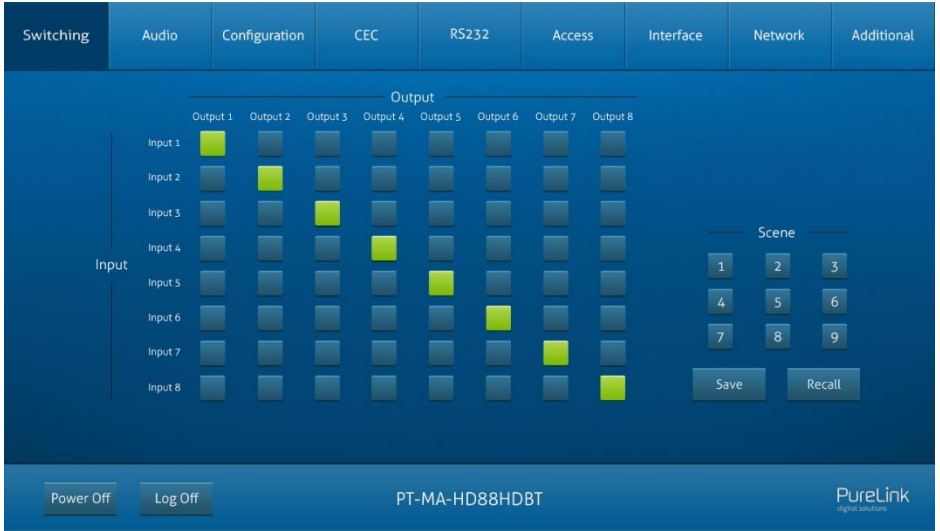 Switching Audio Configuration CEC RS232 Access Interface Network Additional
Output
Output 1 Output 2 Output 3 Output 4 Output 5 Output 6 Output 7 Output 8
Input 1
Input 2
Input 3
Input 4
Input
Input 5
Input 6
Input 7
Input 8
Scene
1 2 3
4 5 6
7 8 9
Save Recall
Power Off Log Off PT-MA-HD88HDBT PureLink
digital solutions